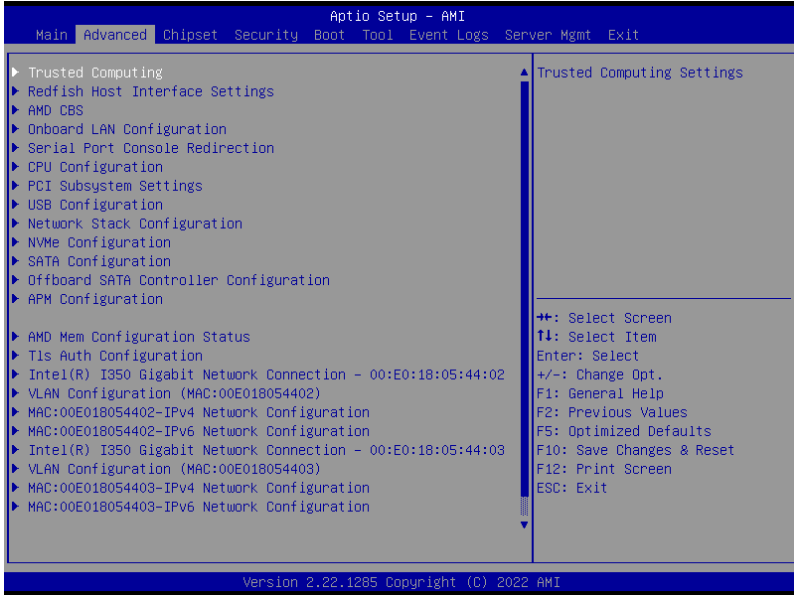 Aptio Setup – AMI
Main Advanced Chipset Security Boot Tool Event Logs Server Mgmt Exit
Trusted Computing
Redfish Host Interface Settings
AMD CBS
Onboard LAN Configuration
Serial Port Console Redirection
CPU Configuration
PCI Subsystem Settings
USB Configuration
Network Stack Configuration
NVMe Configuration
SATA Configuration
Offboard SATA Controller Configuration
APM Configuration
AMD Mem Configuration Status
Tls Auth Configuration
Intel(R) I350 Gigabit Network Connection – 00:E0:18:05:44:02
VLAN Configuration (MAC:00E018054402)
MAC:00E018054402-IPv4 Network Configuration
MAC:00E018054402-IPv6 Network Configuration
Intel(R) I350 Gigabit Network Connection – 00:E0:18:05:44:03
VLAN Configuration (MAC:00E018054403)
MAC:00E018054403-IPv4 Network Configuration
MAC:00E018054403-IPv6 Network Configuration
Trusted Computing Settings
→←: Select Screen
↑↓: Select Item
Enter: Select
+/-: Change Opt.
F1: General Help
F2: Previous Values
F5: Optimized Defaults
F10: Save Changes & Reset
F12: Print Screen
ESC: Exit
Version 2.22.1285 Copyright (C) 2022 AMI